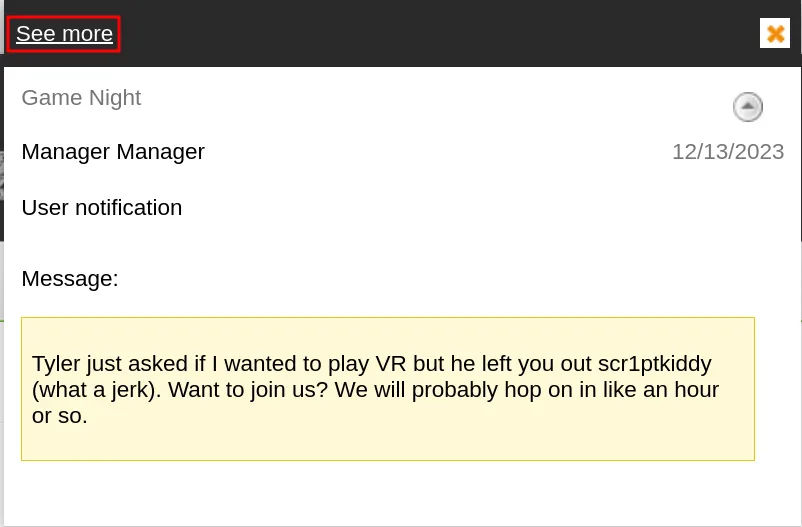 See more
Game Night
Manager Manager
12/13/2023
User notification
Message:
Tyler just asked if I wanted to play VR but he left you out scr1ptkiddy
(what a jerk). Want to join us? We will probably hop on in like an hour
or so.